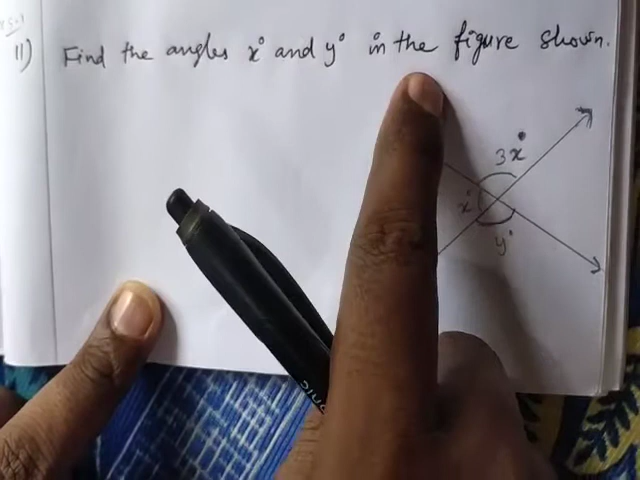 11) Find the angles x° and y° in the figure shown.
3x°
x°
y°